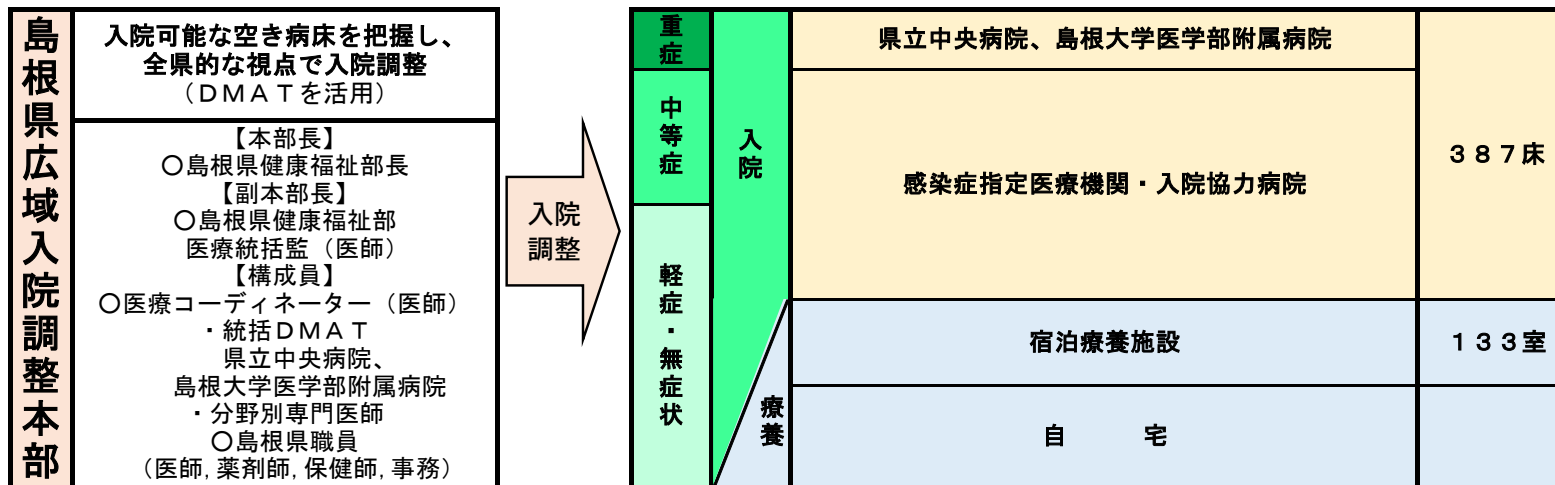 島根県広域入院調整本部
入院可能な空き病床を把握し、
全県的な視点で入院調整
（ＤＭＡＴを活用）
【本部長】
〇島根県健康福祉部長
【副本部長】
〇島根県健康福祉部
医療統括監（医師）
【構成員】
〇医療コーディネーター（医師）
・統括ＤＭＡＴ
県立中央病院、
島根大学医学部附属病院
・分野別専門医師
〇島根県職員
（医師,薬剤師,保健師,事務）
入院
調整
重症
中等症
軽症・無症状
入院
療養
県立中央病院、島根大学医学部附属病院
感染症指定医療機関・入院協力病院
３８７床
宿泊療養施設
１３３室
自　　　宅